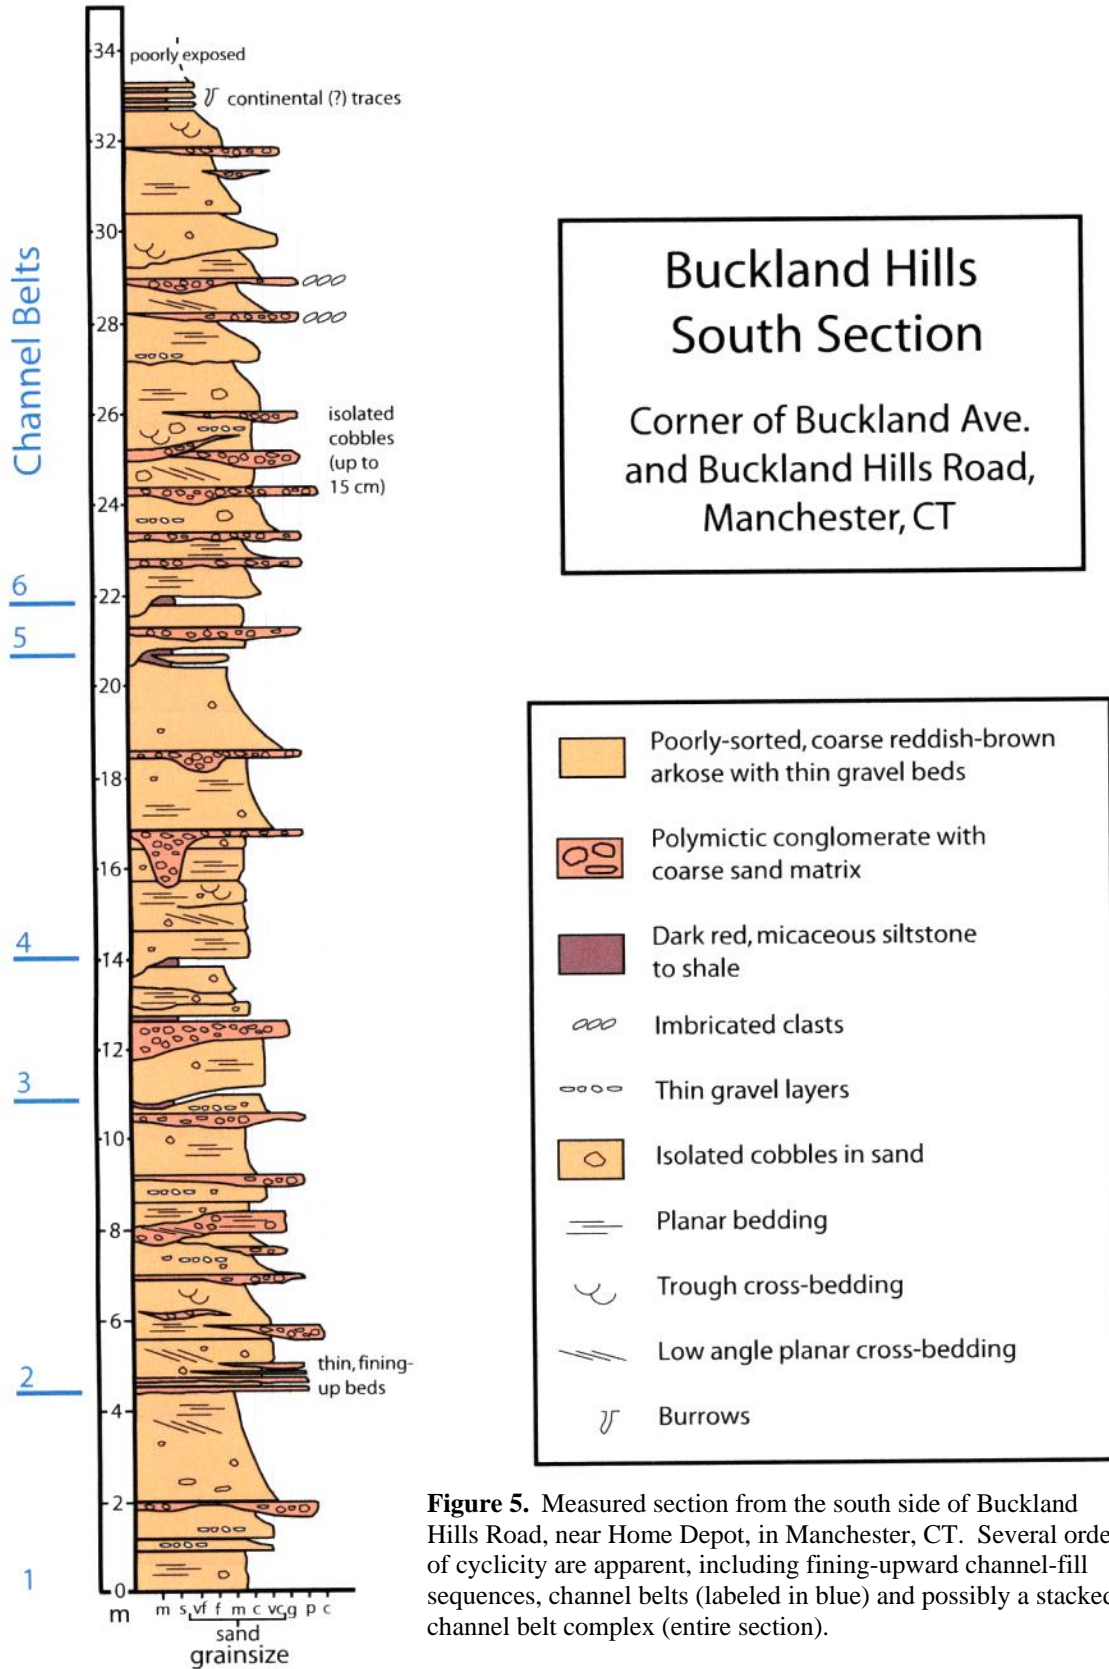 34
poorly exposed
continental (?) traces
32
30
28
26
isolated
cobbles
(up to
15 cm)
24
22
20
18
16
14
12
10
8
6
thin, fining-
up beds
4
2
0
m
m s vf f m c vc g p c
sand
grainsize
Channel Belts
6
5
4
3
2
1
Buckland Hills
South Section
Corner of Buckland Ave.
and Buckland Hills Road,
Manchester, CT
Poorly-sorted, coarse reddish-brown
arkose with thin gravel beds
Polymictic conglomerate with
coarse sand matrix
Dark red, micaceous siltstone
to shale
Imbricated clasts
Thin gravel layers
Isolated cobbles in sand
Planar bedding
Trough cross-bedding
Low angle planar cross-bedding
Burrows
Figure 5. Measured section from the south side of Buckland
Hills Road, near Home Depot, in Manchester, CT. Several orde
of cyclicity are apparent, including fining-upward channel-fill
sequences, channel belts (labeled in blue) and possibly a stacked
channel belt complex (entire section).